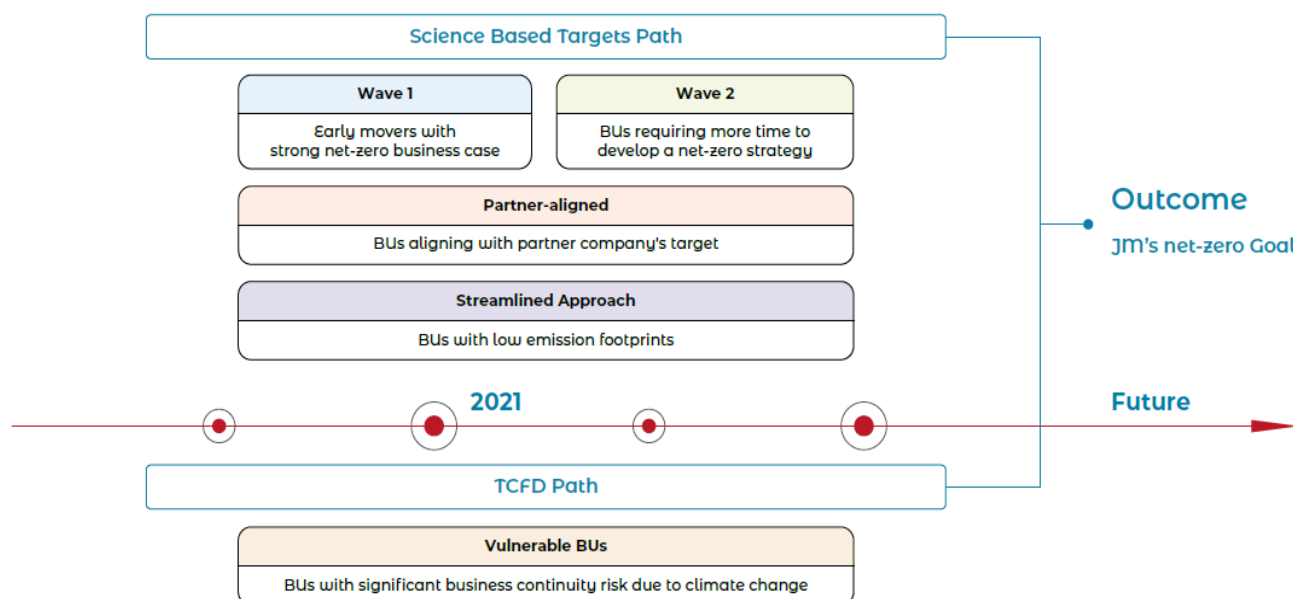 Science Based Targets Path
Wave 1
Early movers with
strong net-zero business case
Wave 2
BUs requiring more time to
develop a net-zero strategy
Partner-aligned
BUs aligning with partner company's target
Streamlined Approach
BUs with low emission footprints
Outcome
JM's net-zero Goal
2021
Future
TCFD Path
Vulnerable BUs
BUs with significant business continuity risk due to climate change